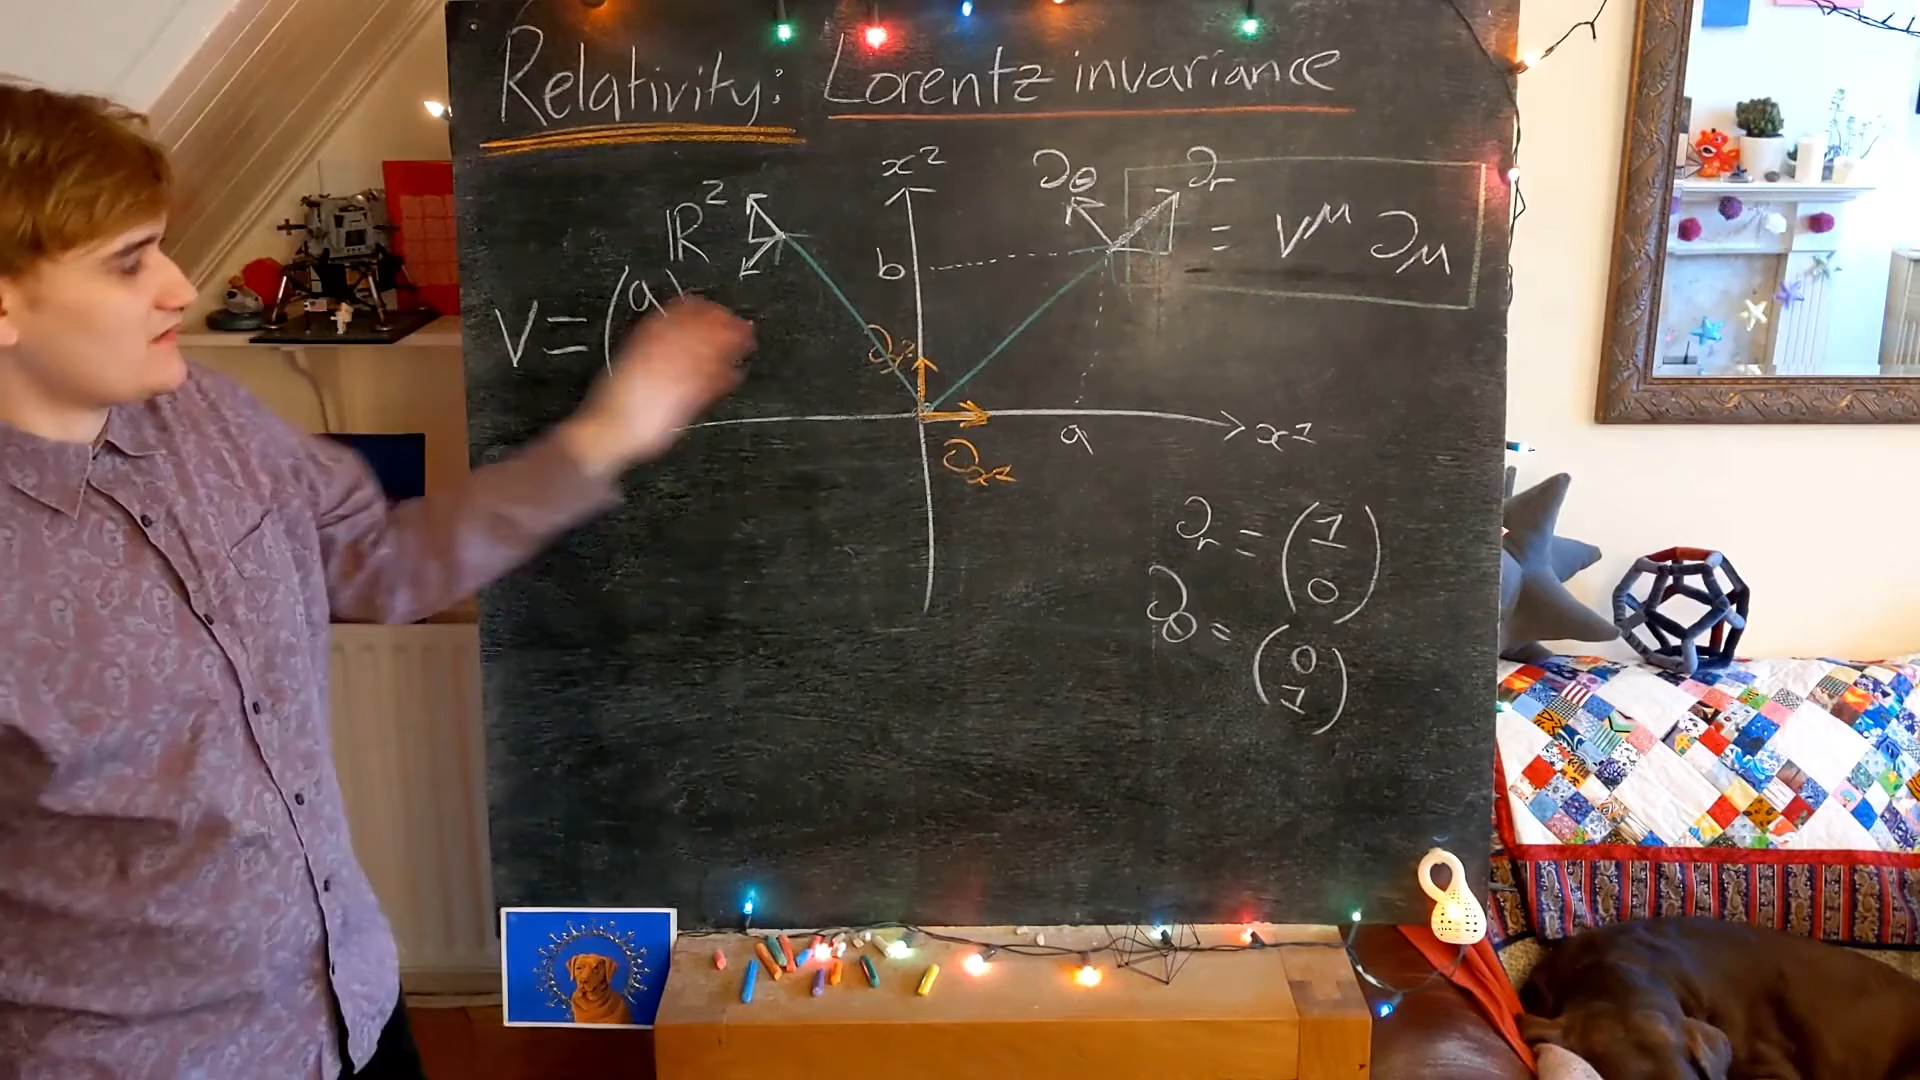 Relativity: Lorentz invariance
x²
∂θ ∂r
ℝ²
= V^μ ∂_μ
b
V = (a
∂x²
a
x¹
∂x¹
∂r = (1 0)
∂θ = (0 1)